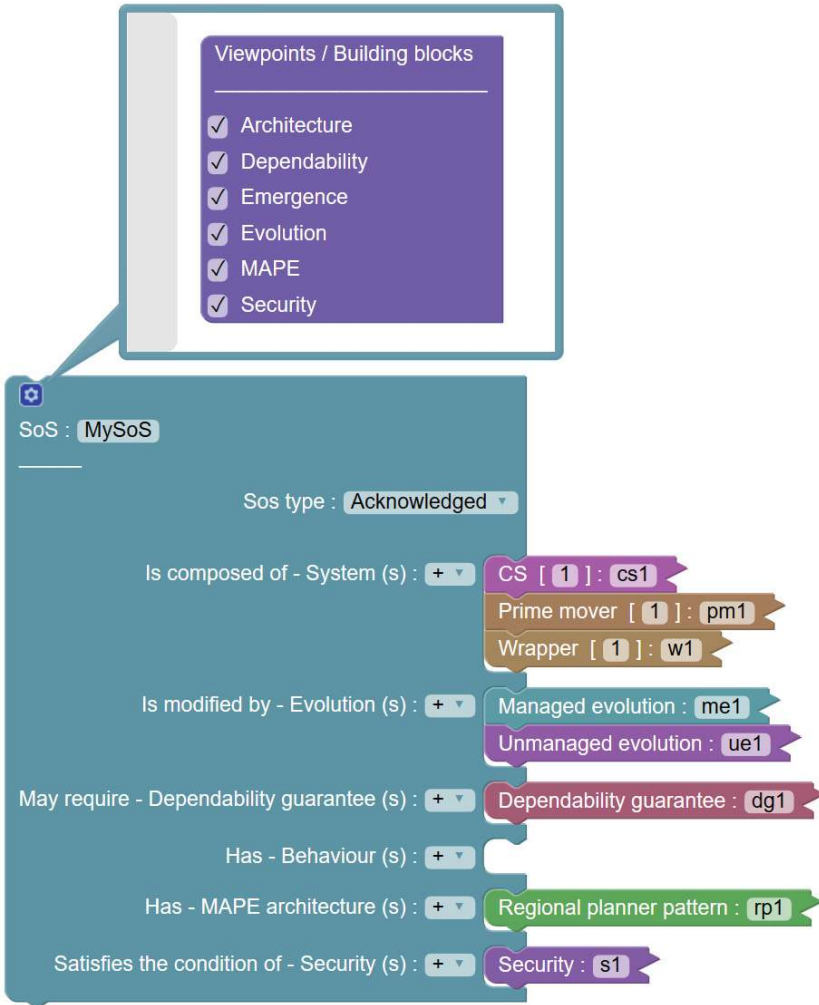 Viewpoints / Building blocks
Architecture
Dependability
Emergence
Evolution
MAPE
Security
SoS : MySoS
Sos type : Acknowledged
Is composed of - System (s) : + CS [ 1 ] : cs1
Prime mover [ 1 ] : pm1
Wrapper [ 1 ] : w1
Is modified by - Evolution (s) : + Managed evolution : me1
Unmanaged evolution : ue1
May require - Dependability guarantee (s) : + Dependability guarantee : dg1
Has - Behaviour (s) : +
Has - MAPE architecture (s) : + Regional planner pattern : rp1
Satisfies the condition of - Security (s) : + Security : s1